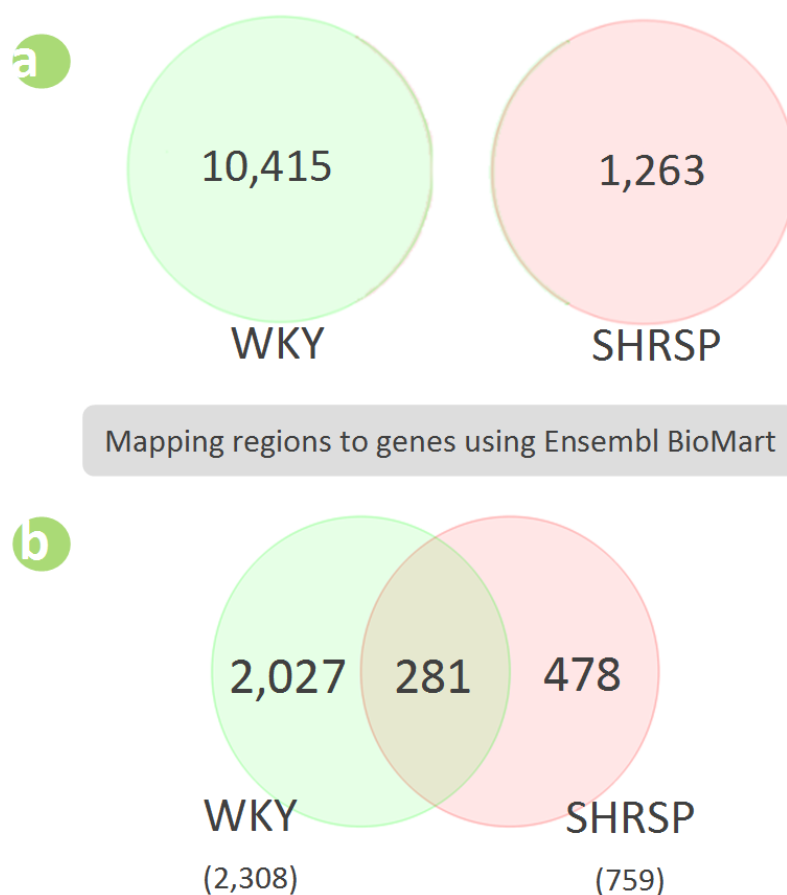 a
10,415
1,263
WKY
SHRSP
Mapping regions to genes using Ensembl BioMart
b
2,027
281
478
WKY
SHRSP
(2,308)
(759)